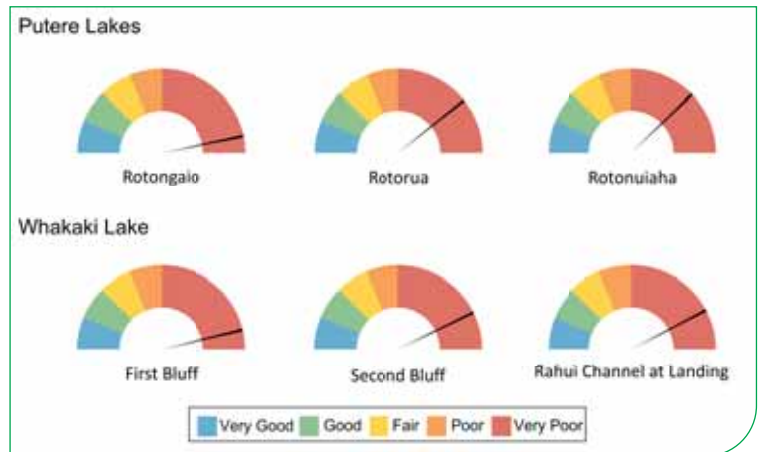 Putere Lakes
Rotongaio Rotorua Rotonuiaha
Whakaki Lake
First Bluff Second Bluff Rahui Channel at Landing
Very Good Good Fair Poor Very Poor